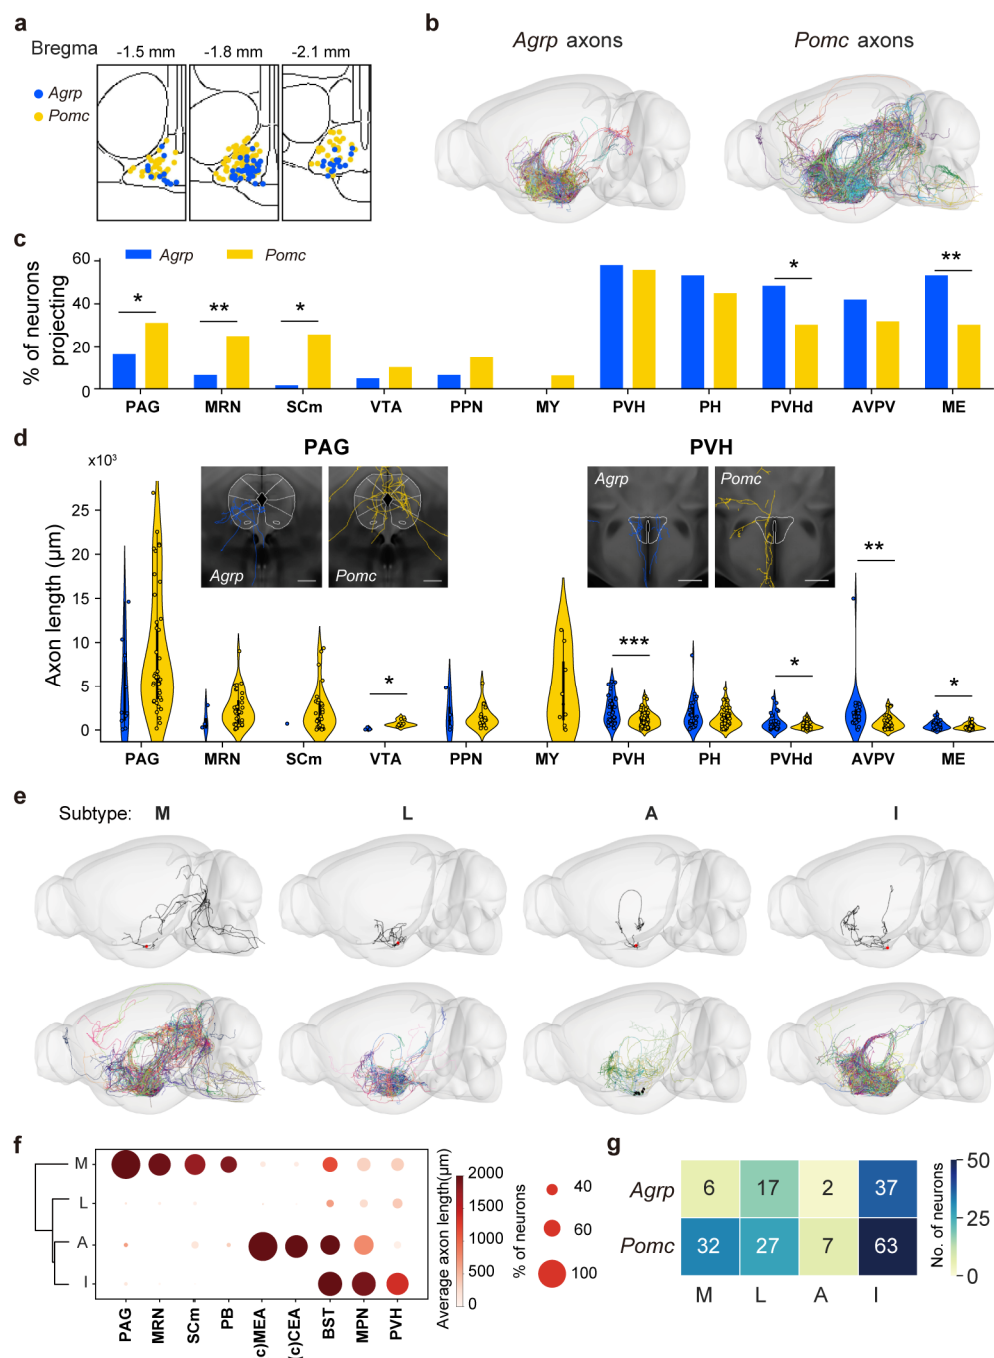 a
Bregma
-1.5 mm
-1.8 mm
-2.1 mm
Agrp
Pomc
b
Agrp axons
Pomc axons
c
Agrp
Pomc
% of neurons
projecting
60
40
20
0
*
**
*
*
**
PAG
MRN
SCm
VTA
PPN
MY
PVH
PH
PVHd
AVPV
ME
d
PAG
PVH
x10³
Axon length (μm)
25
20
10
5
0
Agrp
Pomc
Agrp
Pomc
*
***
*
**
*
PAG
MRN
SCm
VTA
PPN
MY
PVH
PH
PVHd
AVPV
ME
e
Subtype:
M
L
A
I
f
M
L
A
I
PAG
MRN
SCm
PB
c)MEA
(c)CEA
BST
MPN
PVH
2000
1500
1000
500
0
Average axon length(μm)
% of neurons
40
60
100
g
Agrp
6
17
2
37
Pomc
32
27
7
63
M
L
A
I
50
0
No. of neurons